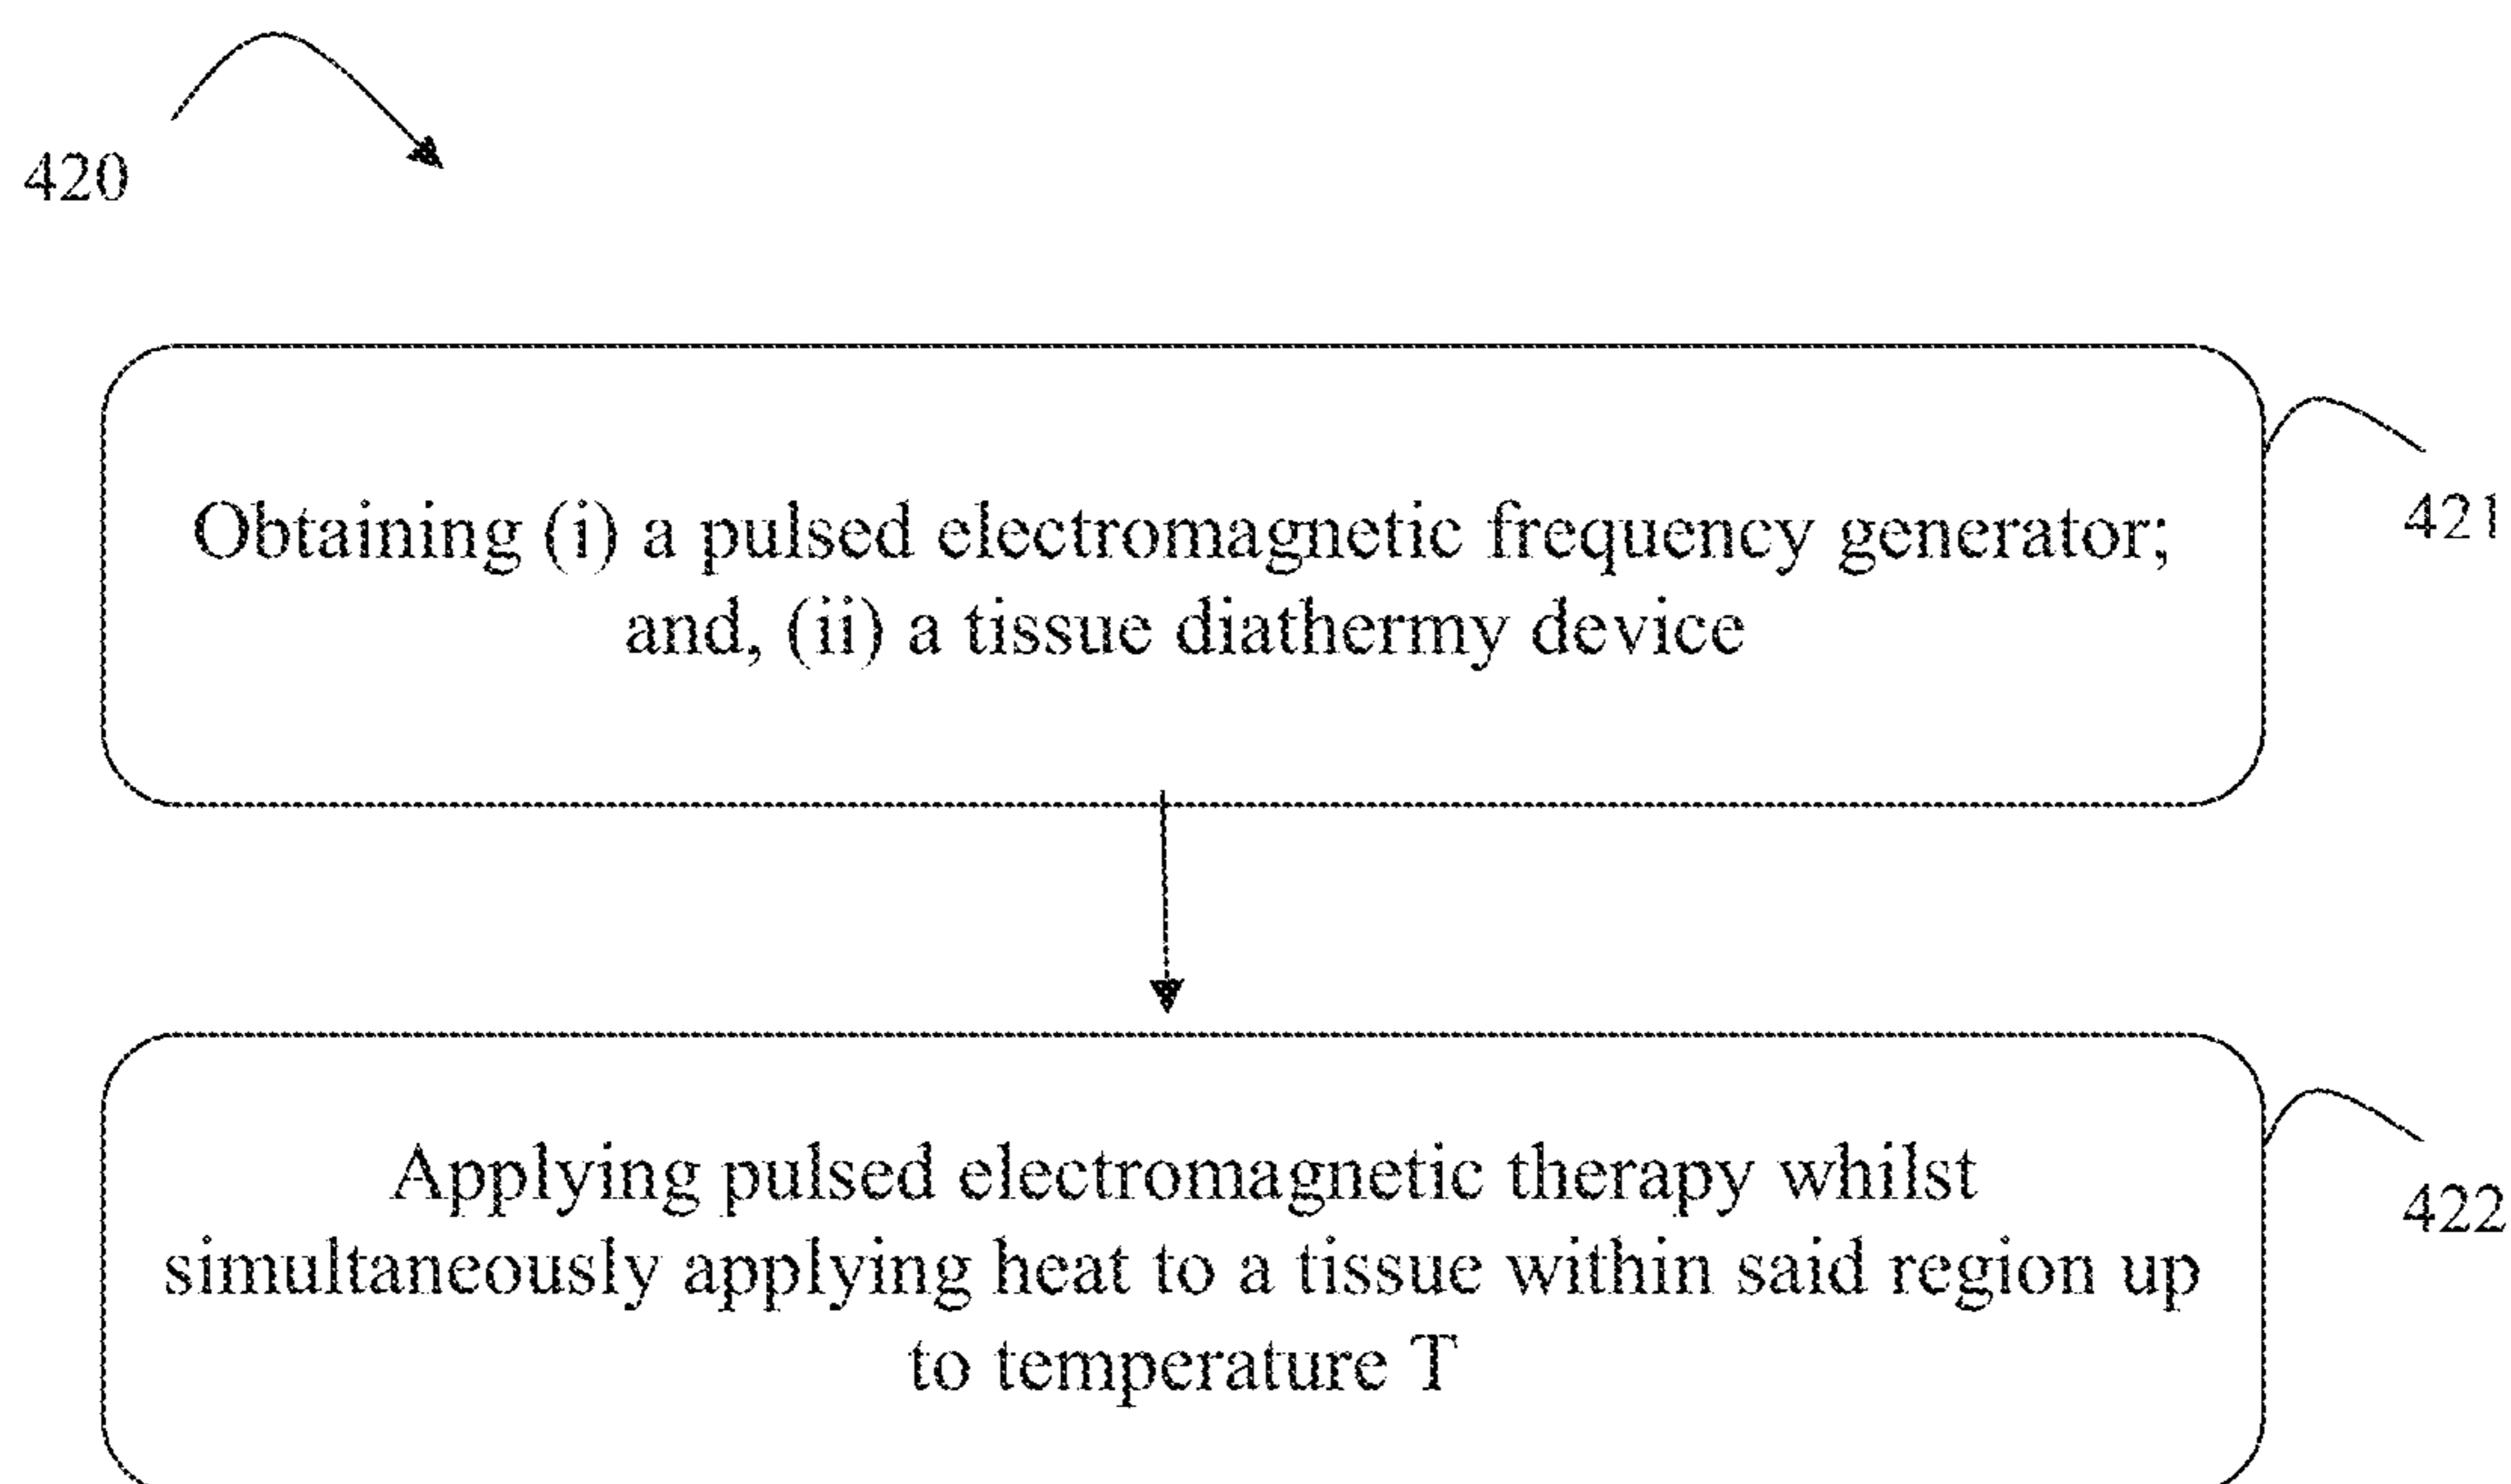 420
Obtaining (i) a pulsed electromagnetic frequency generator;
and, (ii) a tissue diathermy device
421
Applying pulsed electromagnetic therapy whilst
simultaneously applying heat to a tissue within said region up
to temperature T
422